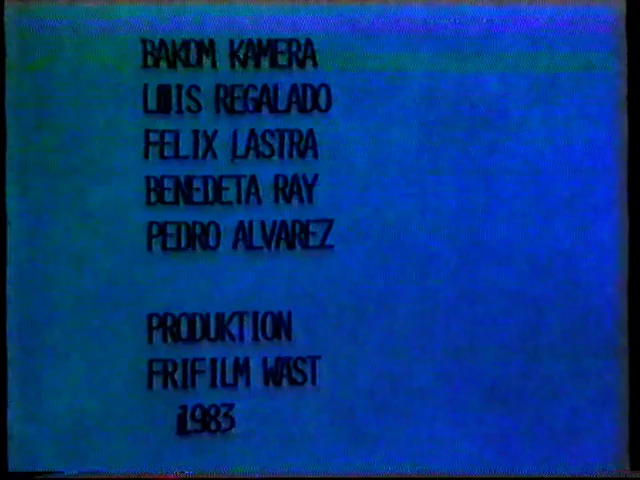 BAKOM KAMERA
LUIS REGALADO
FELIX LASTRA
BENEDETA RAY
PEDRO ALVAREZ
PRODUKTION
FRIFILM WAST
1983